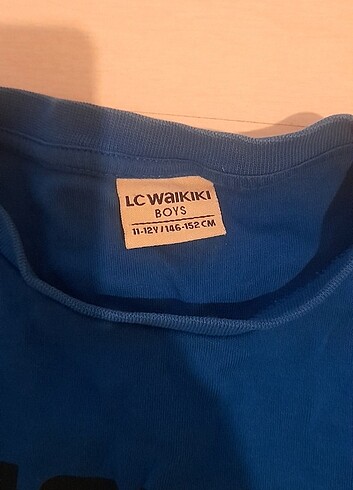 LC WAIKIKI
BOYS
11-12Y / 146-152 CM